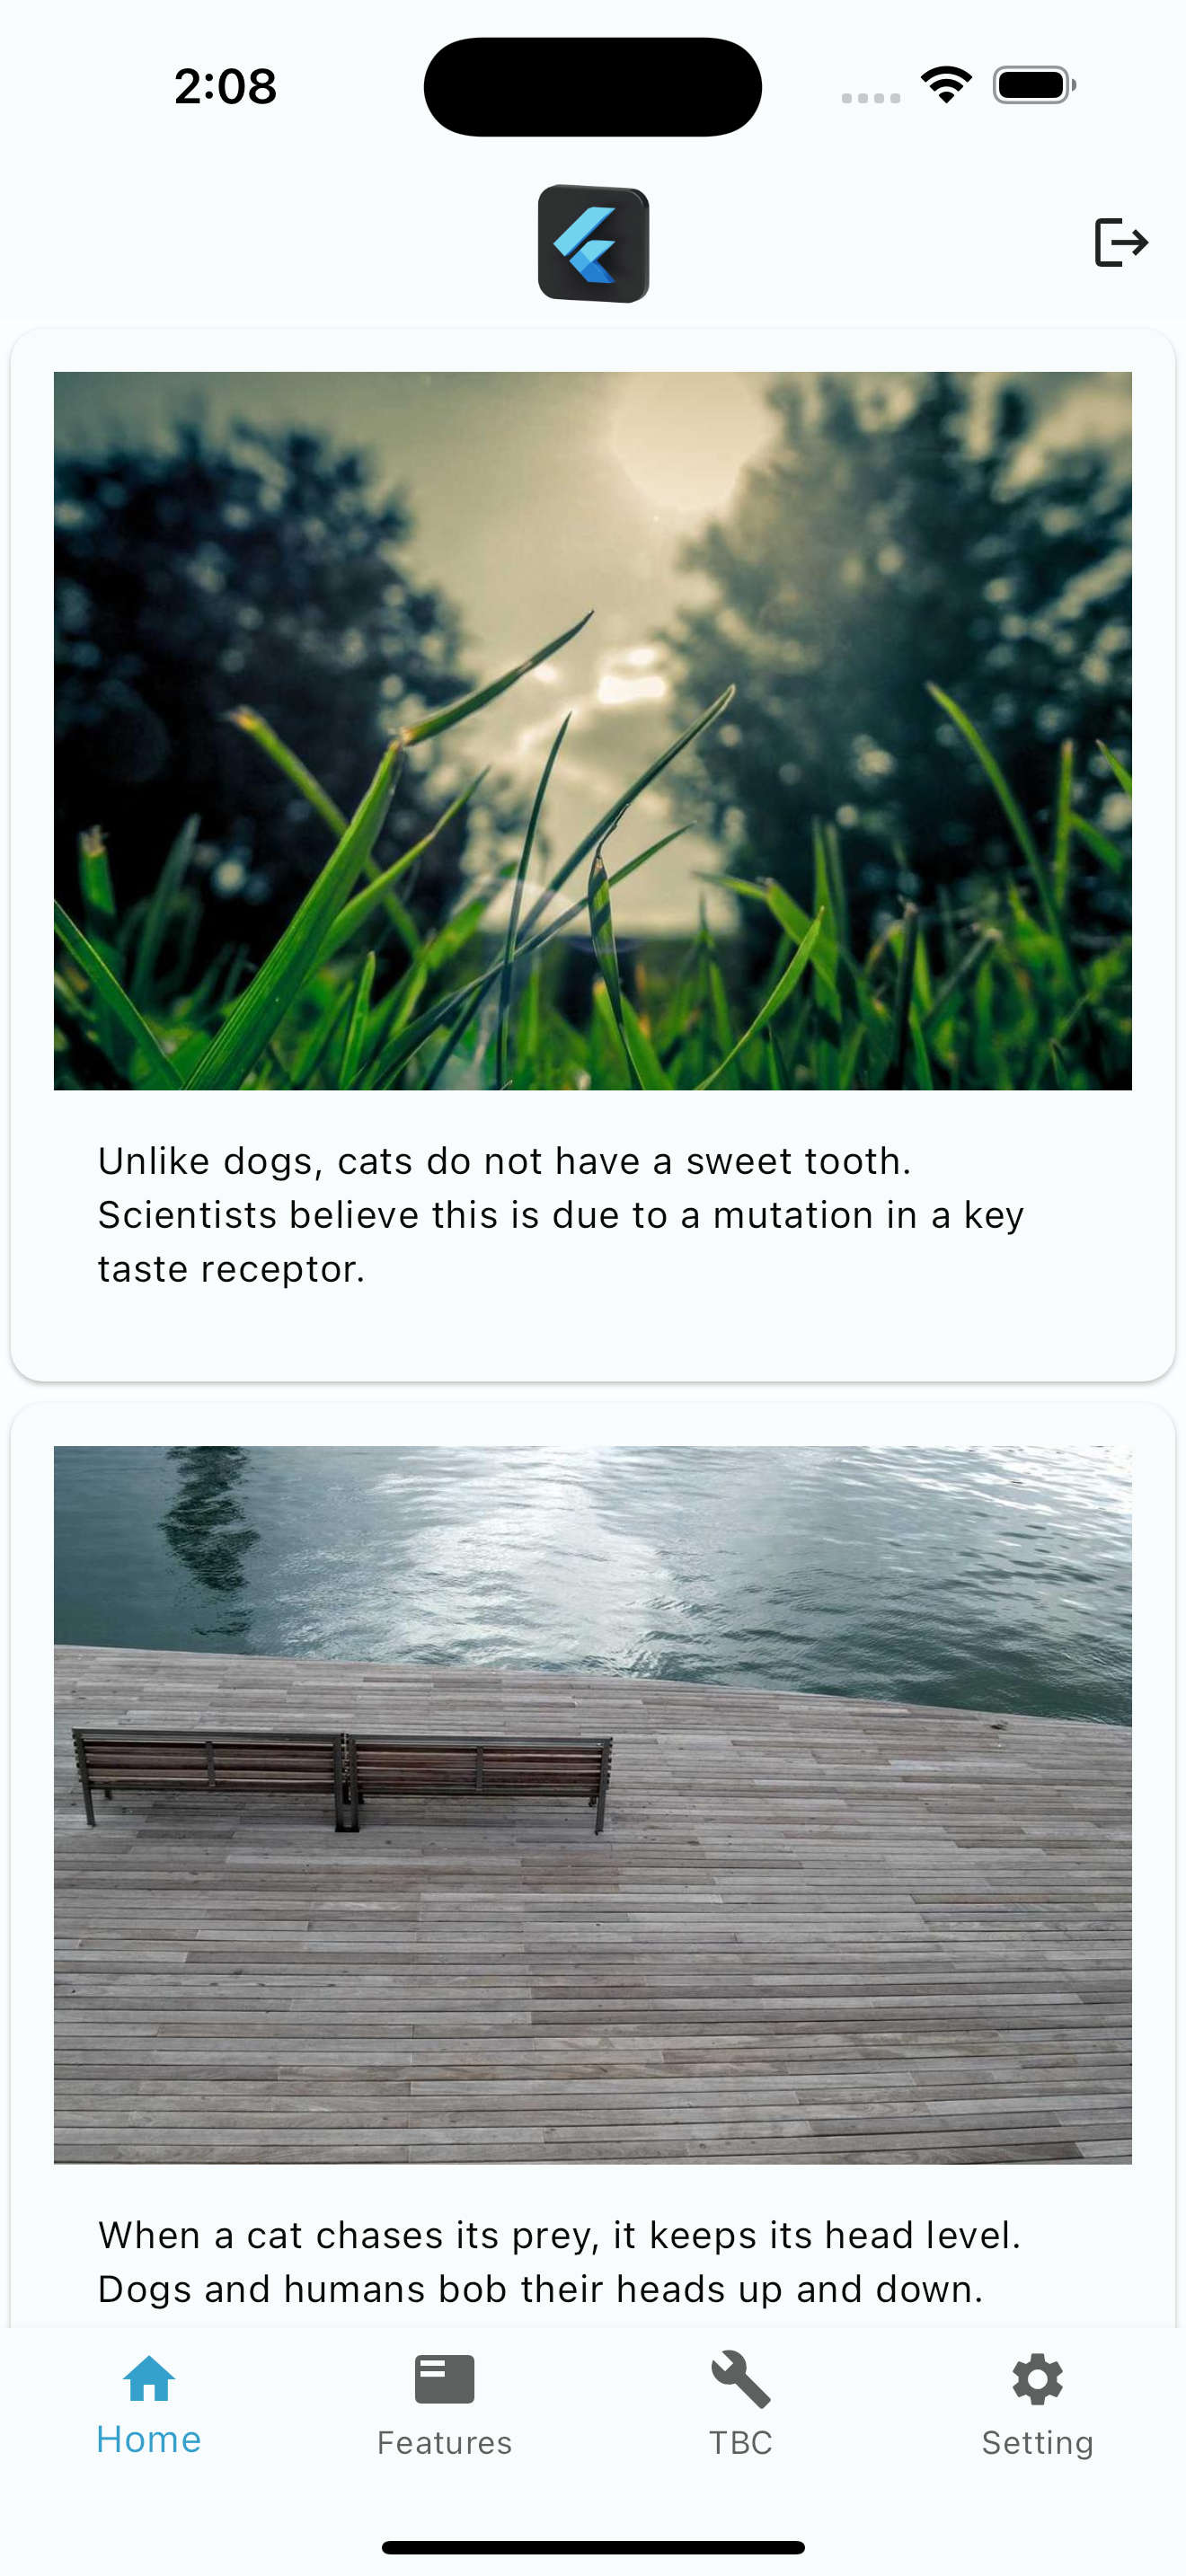 2:08
Unlike dogs, cats do not have a sweet tooth.
Scientists believe this is due to a mutation in a key
taste receptor.
When a cat chases its prey, it keeps its head level.
Dogs and humans bob their heads up and down.
Home
Features
TBC
Setting